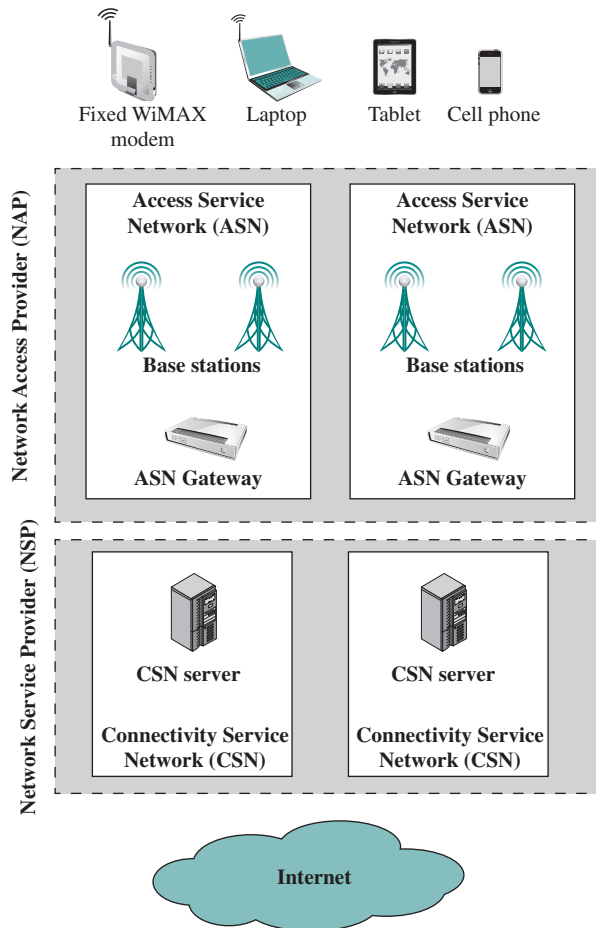 Fixed WiMAX
modem
Laptop
Tablet
Cell phone
Network Access Provider (NAP)
Access Service
Network (ASN)
Base stations
ASN Gateway
Access Service
Network (ASN)
Base stations
ASN Gateway
Network Service Provider (NSP)
CSN server
Connectivity Service
Network (CSN)
CSN server
Connectivity Service
Network (CSN)
Internet